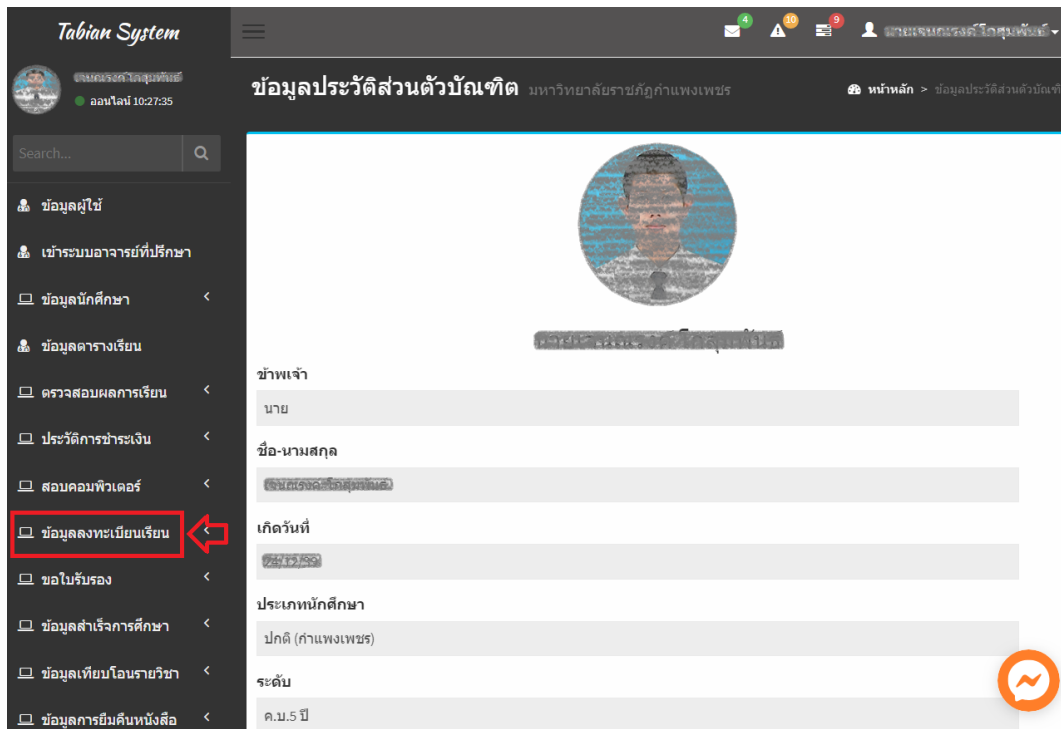 Tabian System
4
10
9
ออนไลน์ 10:27:35
ข้อมูลประวัติส่วนตัวบัณฑิต มหาวิทยาลัยราชภัฏกำแพงเพชร
หน้าหลัก > ข้อมูลประวัติส่วนตัวบัณฑิ
Search...
ข้อมูลผู้ใช้
เข้าระบบอาจารย์ที่ปรึกษา
ข้อมูลนักศึกษา
ข้อมูลตารางเรียน
ตรวจสอบผลการเรียน
ประวัติการชำระเงิน
สอบคอมพิวเตอร์
ข้อมูลลงทะเบียนเรียน
ขอใบรับรอง
ข้อมูลสำเร็จการศึกษา
ข้อมูลเทียบโอนรายวิชา
ข้อมูลการยืมคืนหนังสือ
ข้าพเจ้า
นาย
ชื่อ-นามสกุล
เกิดวันที่
ประเภทนักศึกษา
ปกติ (กำแพงเพชร)
ระดับ
ค.บ.5 ปี